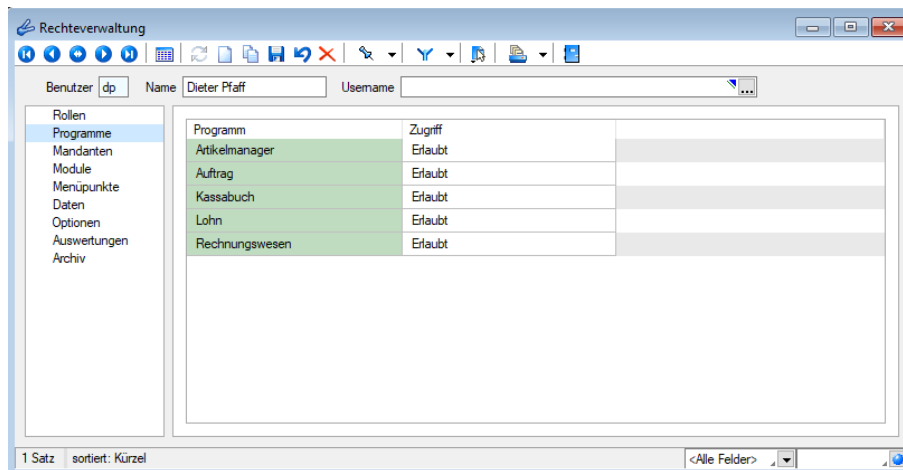 Rechteverwaltung
Benutzer dp Name Dieter Pfaff Username ...
Rollen
Programme
Mandanten
Module
Menüpunkte
Daten
Optionen
Auswertungen
Archiv
Programm Zugriff
Artikelmanager Erlaubt
Auftrag Erlaubt
Kassabuch Erlaubt
Lohn Erlaubt
Rechnungswesen Erlaubt
1 Satz sortiert: Kürzel <Alle Felder>